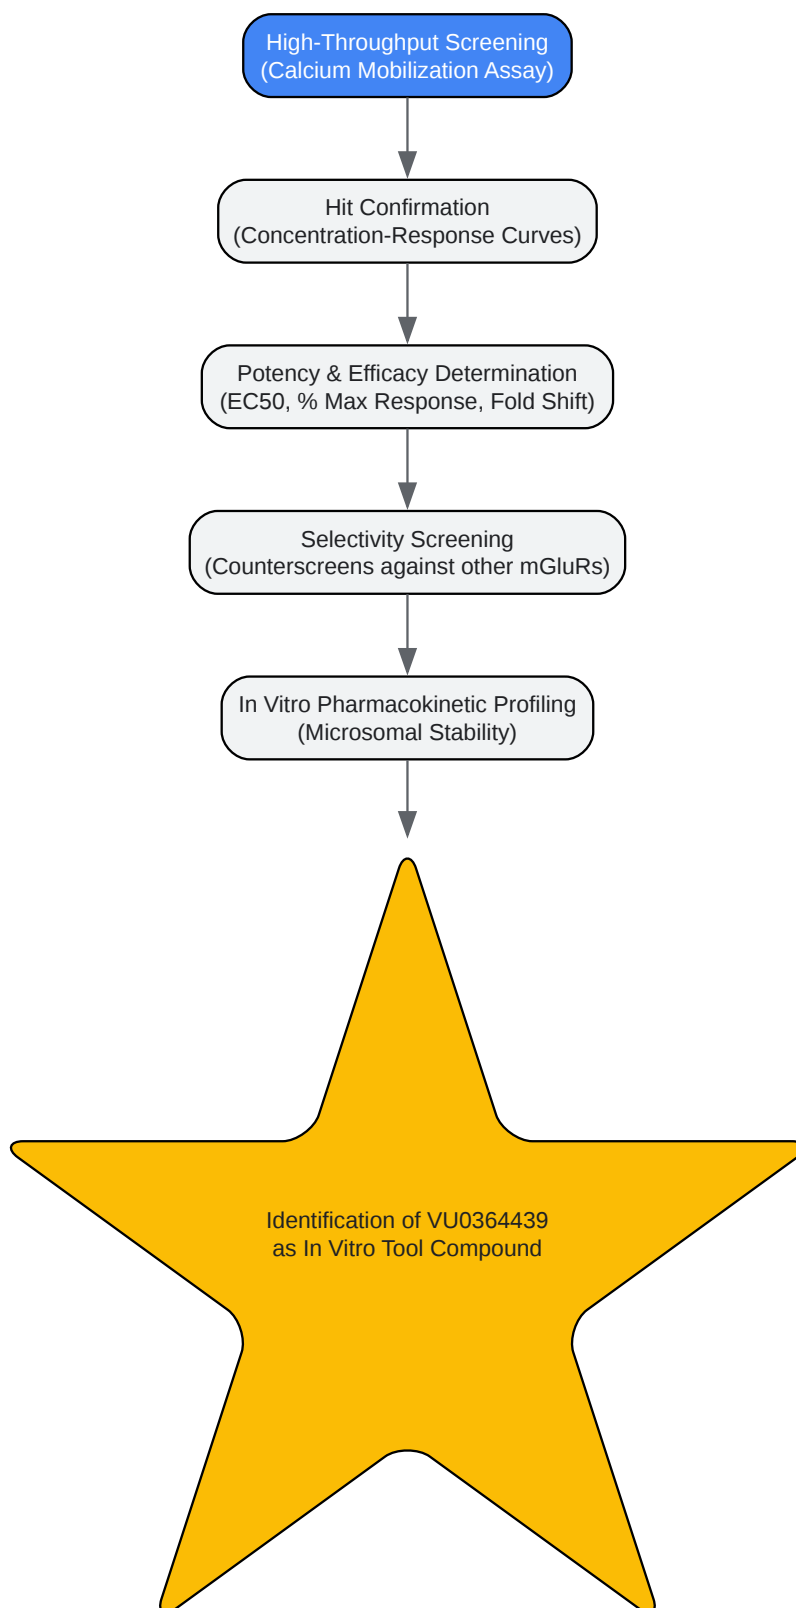 High-Throughput Screening
(Calcium Mobilization Assay)
Hit Confirmation
(Concentration-Response Curves)
Potency & Efficacy Determination
(EC50, % Max Response, Fold Shift)
Selectivity Screening
(Counterscreens against other mGluRs)
In Vitro Pharmacokinetic Profiling
(Microsomal Stability)
Identification of VU0364439
as In Vitro Tool Compound